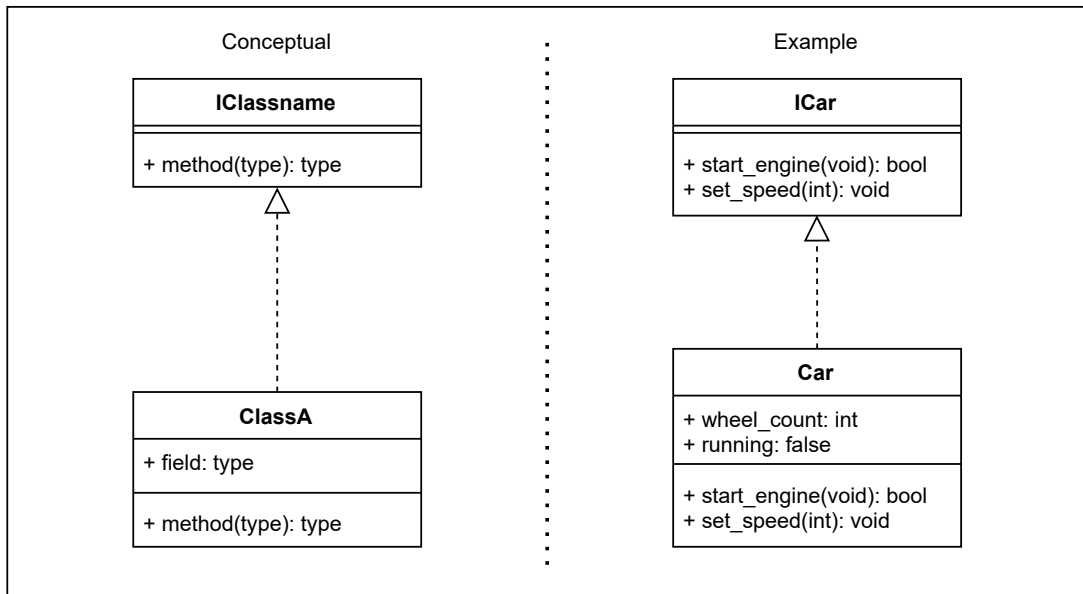 Conceptual
IClassname
+ method(type): type
ClassA
+ field: type
+ method(type): type
Example
ICar
+ start_engine(void): bool
+ set_speed(int): void
Car
+ wheel_count: int
+ running: false
+ start_engine(void): bool
+ set_speed(int): void